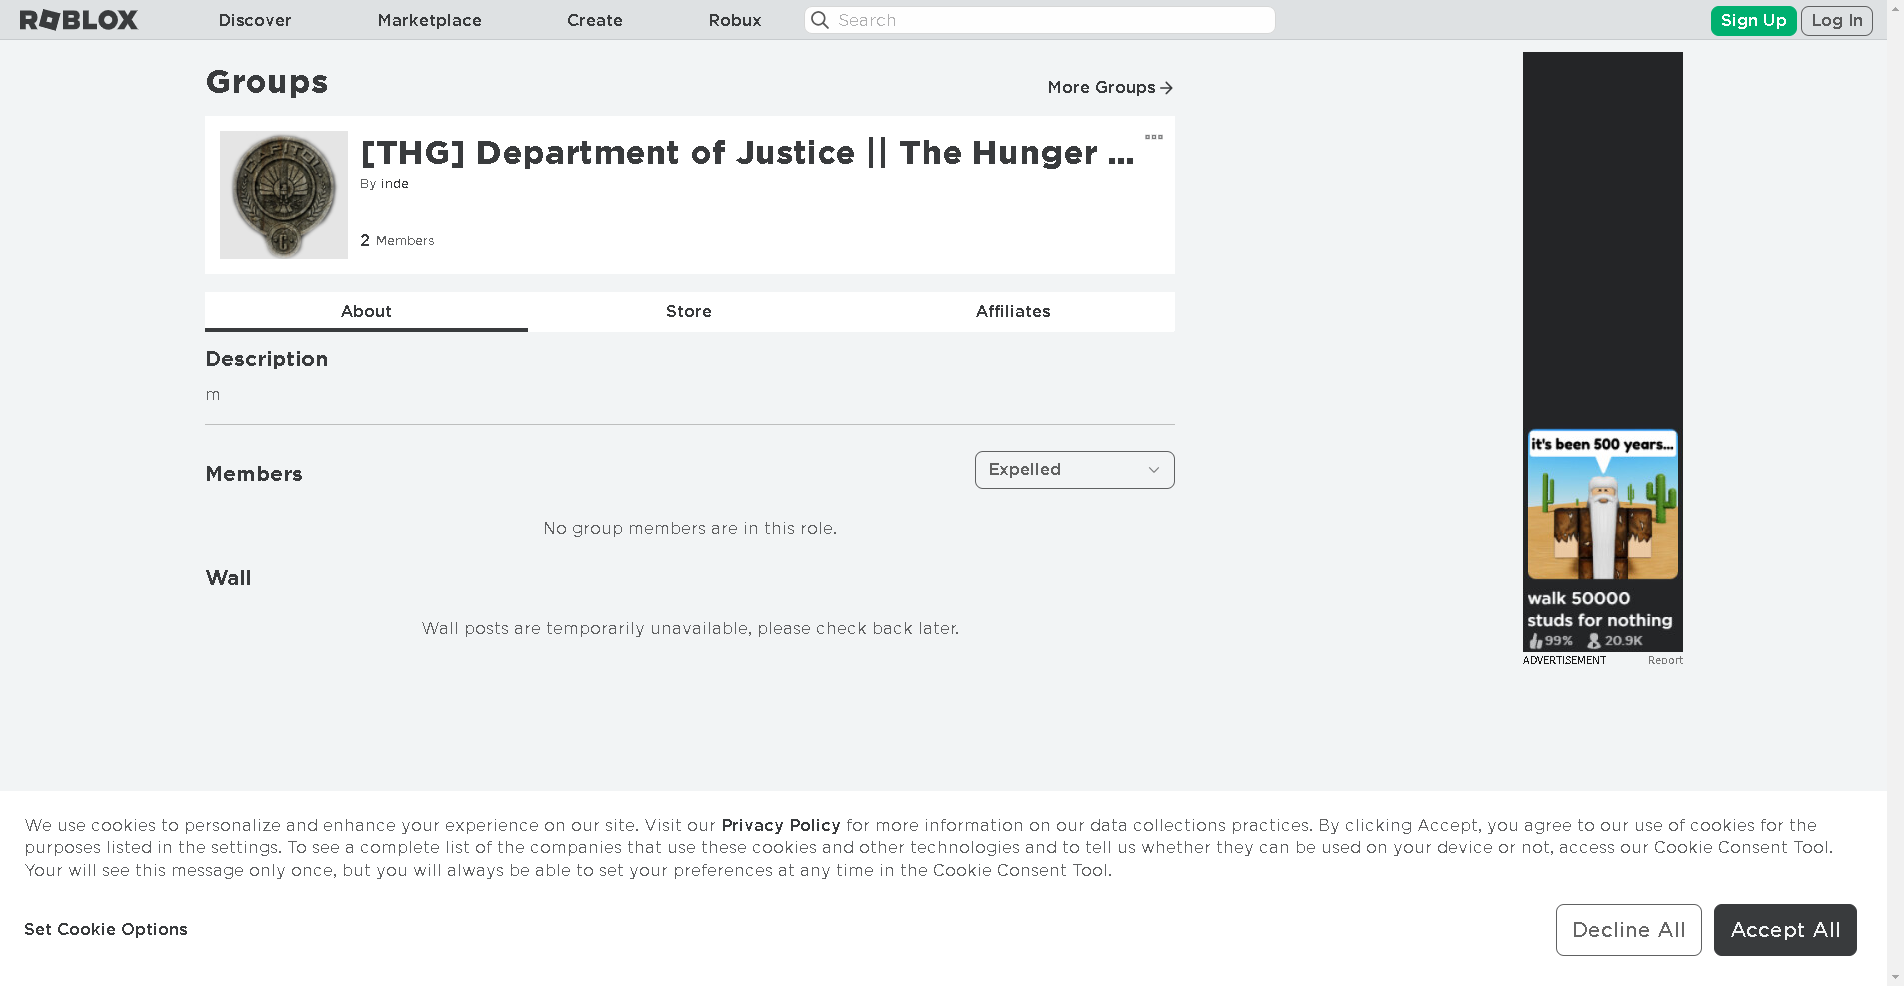 ROBLOX
Discover
Marketplace
Create
Robux
Search
Sign Up
Log In
Groups
More Groups
[THG] Department of Justice || The Hunger ...
By inde
2 Members
CAPITOL
C
About
Store
Affiliates
Description
m
Members
Expelled
No group members are in this role.
Wall
Wall posts are temporarily unavailable, please check back later.
it's been 500 years...
walk 50000
studs for nothing
99% 20.9K
ADVERTISEMENT
Report
We use cookies to personalize and enhance your experience on our site. Visit our Privacy Policy for more information on our data collections practices. By clicking Accept, you agree to our use of cookies for the
purposes listed in the settings. To see a complete list of the companies that use these cookies and other technologies and to tell us whether they can be used on your device or not, access our Cookie Consent Tool.
Your will see this message only once, but you will always be able to set your preferences at any time in the Cookie Consent Tool.
Set Cookie Options
Decline All
Accept All